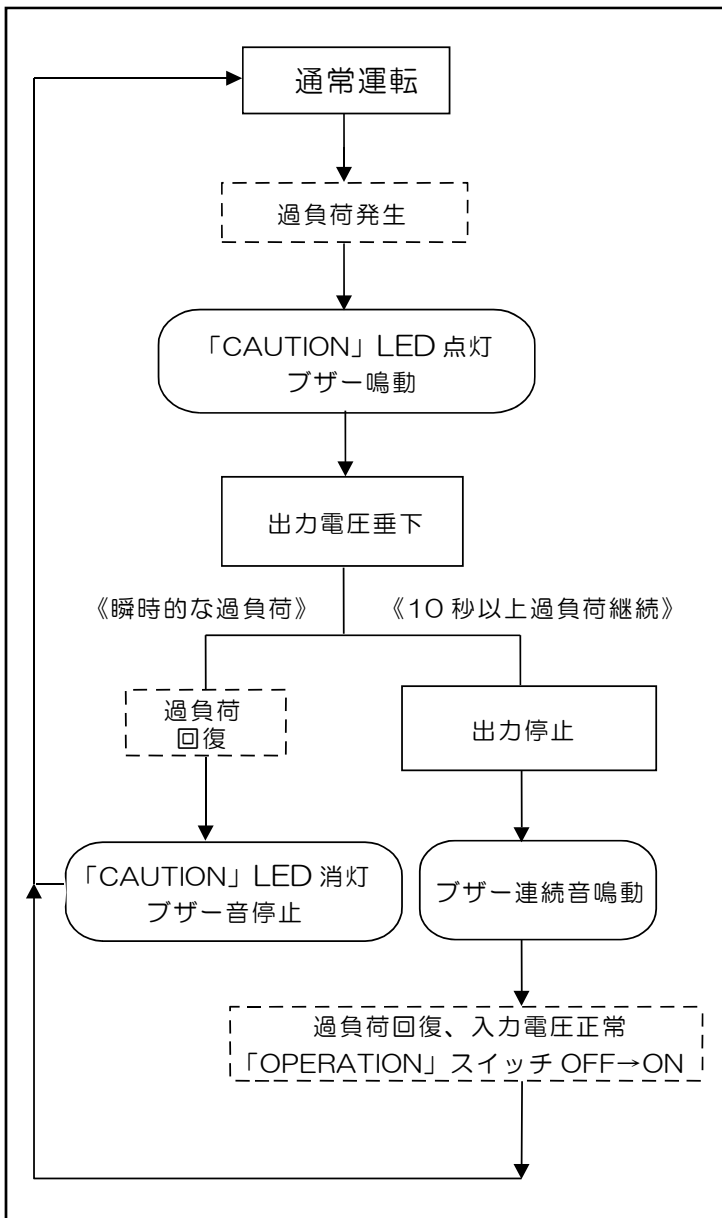 通常運転
過負荷発生
「CAUTION」LED 点灯
ブザー鳴動
出力電圧垂下
《瞬時的な過負荷》
《10 秒以上過負荷継続》
過負荷
回復
出力停止
「CAUTION」LED 消灯
ブザー音停止
ブザー連続音鳴動
過負荷回復、入力電圧正常
「OPERATION」スイッチ OFF→ON